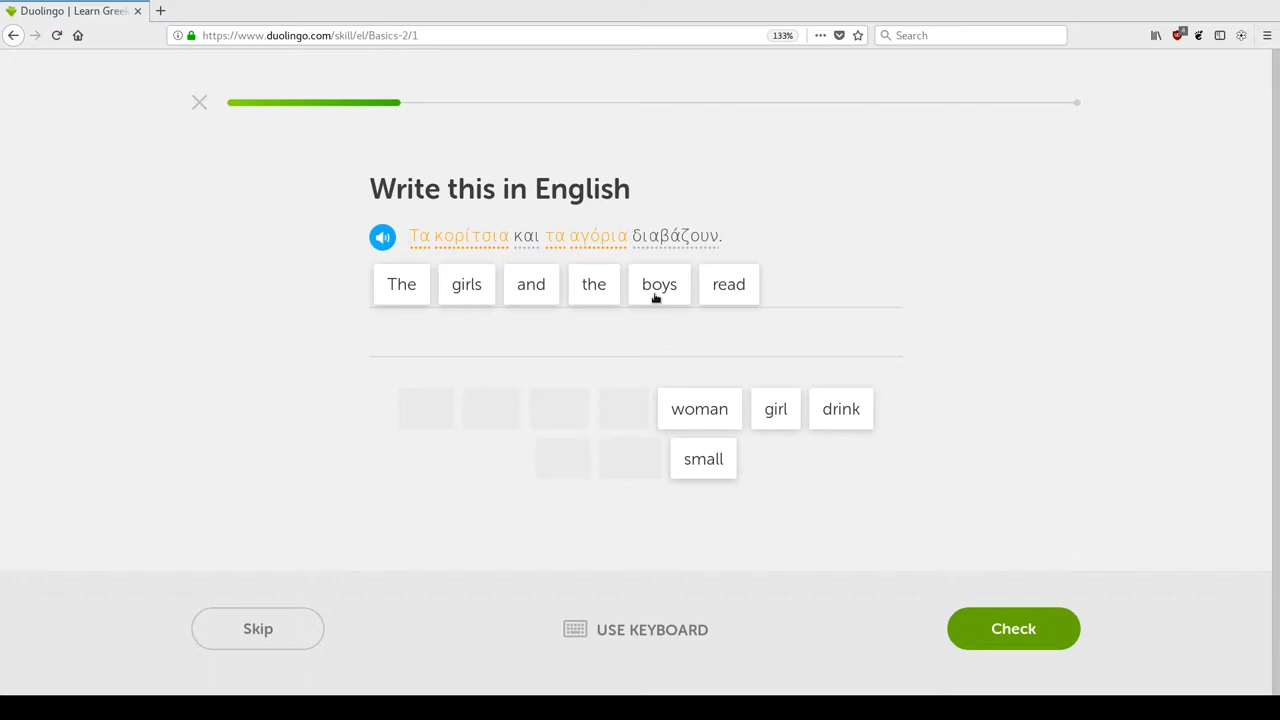 Duolingo | Learn Greek
https://www.duolingo.com/skill/el/Basics-2/1
133%
Search
4
Write this in English
Τα κορίτσια και τα αγόρια διαβάζουν.
The girls and the boys read
woman girl drink
small
Skip
USE KEYBOARD
Check